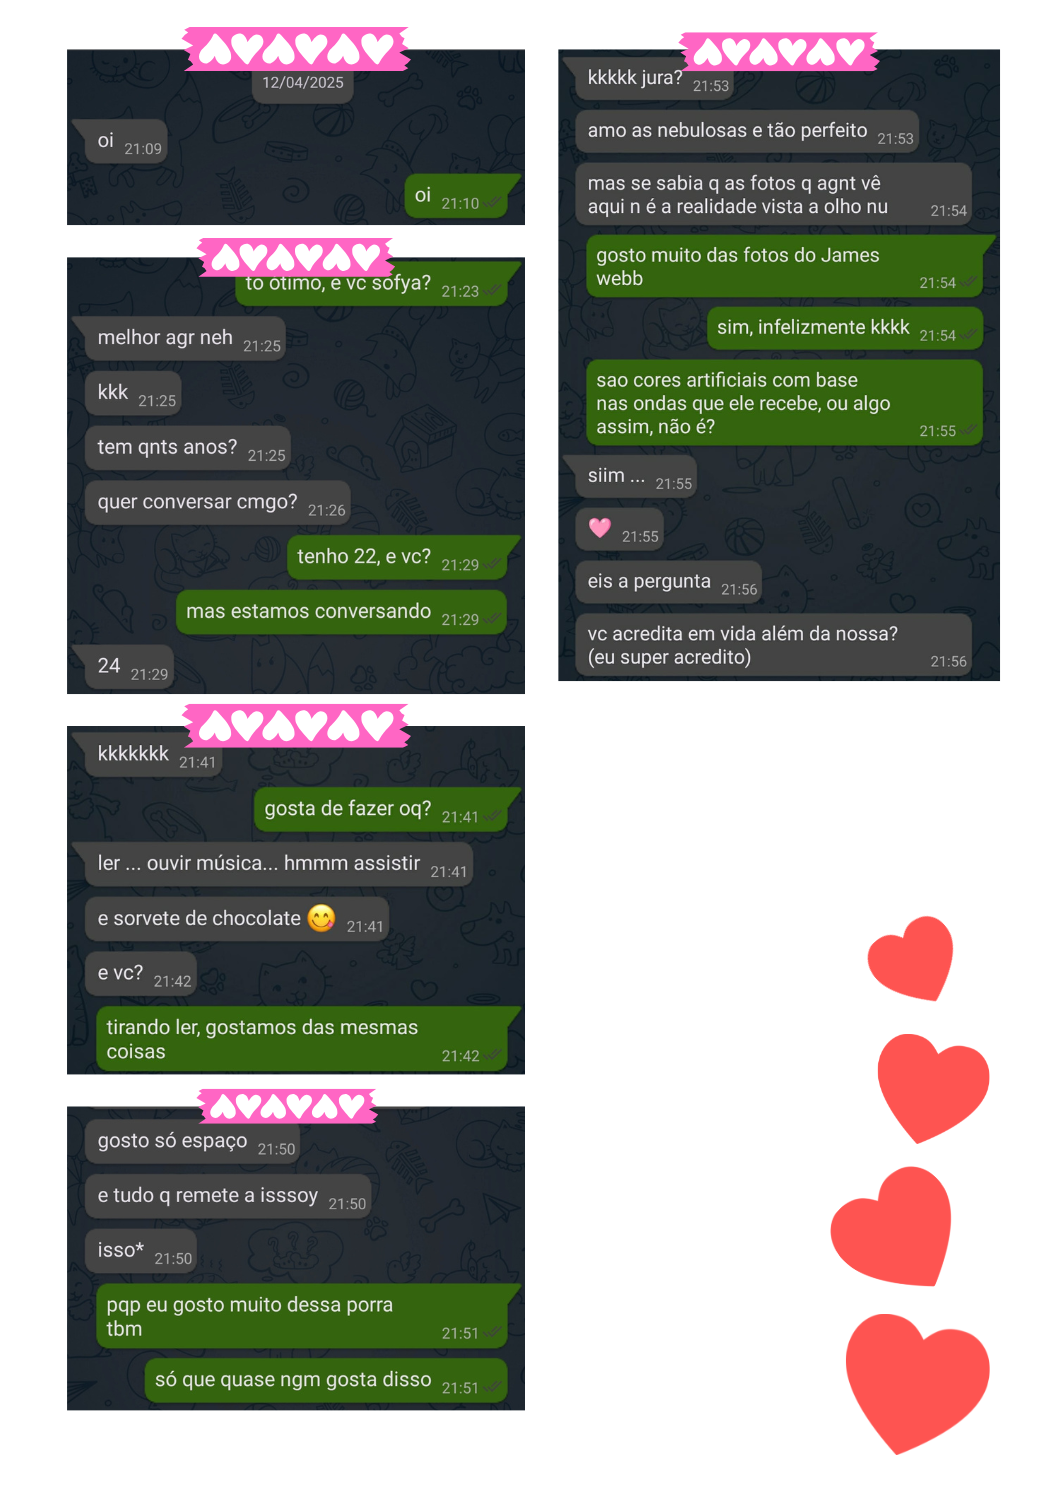 12/04/2025
oi 21:09
oi 21:10
to otimo, e vc sofya? 21:23
melhor agr neh 21:25
kkk 21:25
tem qnts anos? 21:25
quer conversar cmgo? 21:26
tenho 22, e vc? 21:29
mas estamos conversando 21:29
24 21:29
kkkkkkk 21:41
gosta de fazer oq? 21:41
ler ... ouvir música... hmmm assistir 21:41
e sorvete de chocolate 😋 21:41
e vc? 21:42
tirando ler, gostamos das mesmas
coisas 21:42
gosto só espaço 21:50
e tudo q remete a isssoy 21:50
isso* 21:50
pqp eu gosto muito dessa porra
tbm 21:51
só que quase ngm gosta disso 21:51
kkkkk jura? 21:53
amo as nebulosas e tão perfeito 21:53
mas se sabia q as fotos q agnt vê
aqui n é a realidade vista a olho nu 21:54
gosto muito das fotos do James
webb 21:54
sim, infelizmente kkkk 21:54
sao cores artificiais com base
nas ondas que ele recebe, ou algo
assim, não é? 21:55
siim ... 21:55
🩷 21:55
eis a pergunta 21:56
vc acredita em vida além da nossa?
(eu super acredito) 21:56